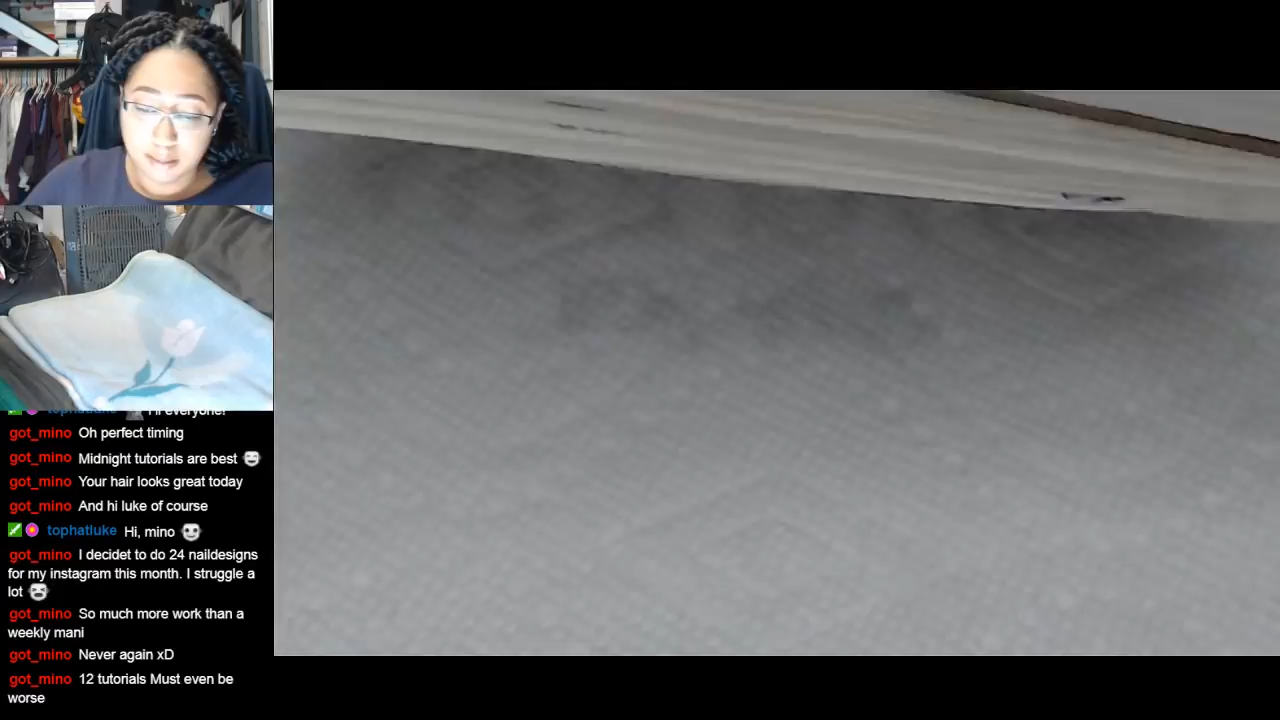 tophatluke Hi everyone!
got_mino Oh perfect timing
got_mino Midnight tutorials are best
got_mino Your hair looks great today
got_mino And hi luke of course
tophatluke Hi, mino
got_mino I decidet to do 24 naildesigns
for my instagram this month. I struggle a
lot
got_mino So much more work than a
weekly mani
got_mino Never again xD
got_mino 12 tutorials Must even be
worse